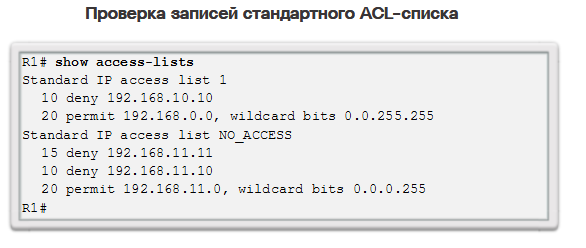 Проверка записей стандартного ACL-списка
R1# show access-lists
Standard IP access list 1
10 deny 192.168.10.10
20 permit 192.168.0.0, wildcard bits 0.0.255.255
Standard IP access list NO_ACCESS
15 deny 192.168.11.11
10 deny 192.168.11.10
20 permit 192.168.11.0, wildcard bits 0.0.0.255
R1#